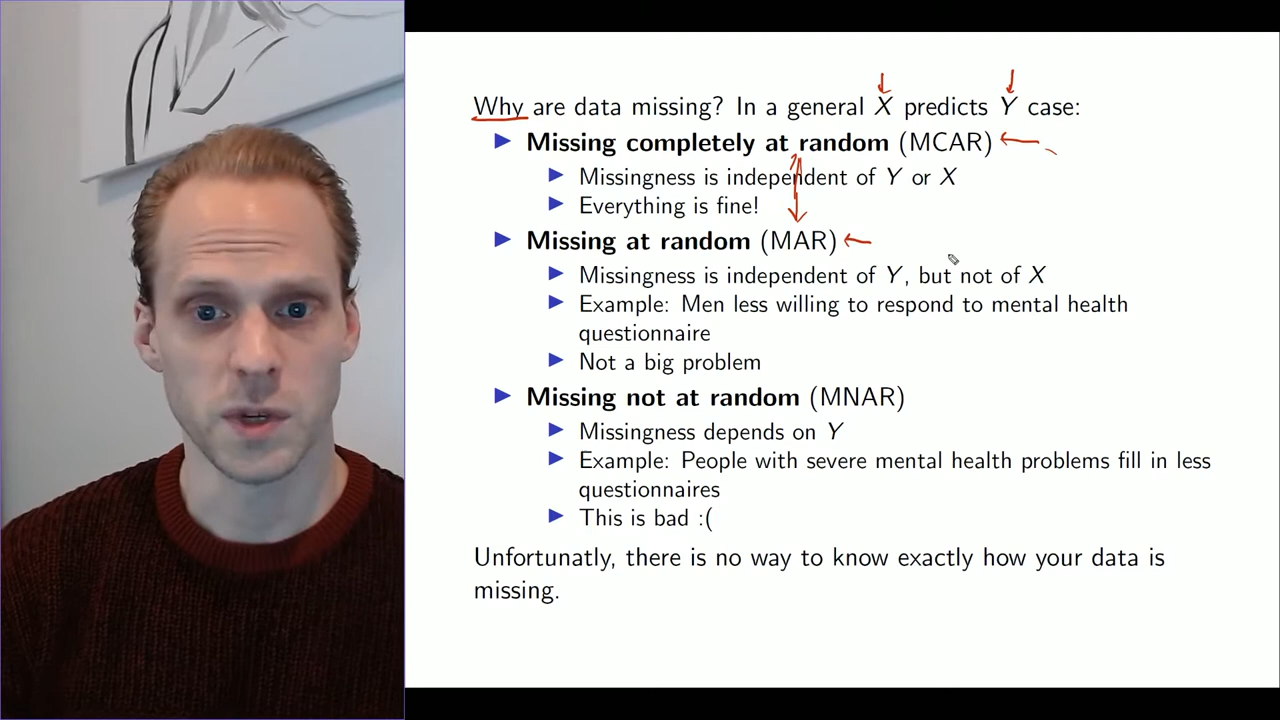 Why are data missing? In a general X predicts Y case:
Missing completely at random (MCAR)
Missingness is independent of Y or X
Everything is fine!
Missing at random (MAR)
Missingness is independent of Y, but not of X
Example: Men less willing to respond to mental health
questionnaire
Not a big problem
Missing not at random (MNAR)
Missingness depends on Y
Example: People with severe mental health problems fill in less
questionnaires
This is bad :(
Unfortunatly, there is no way to know exactly how your data is
missing.